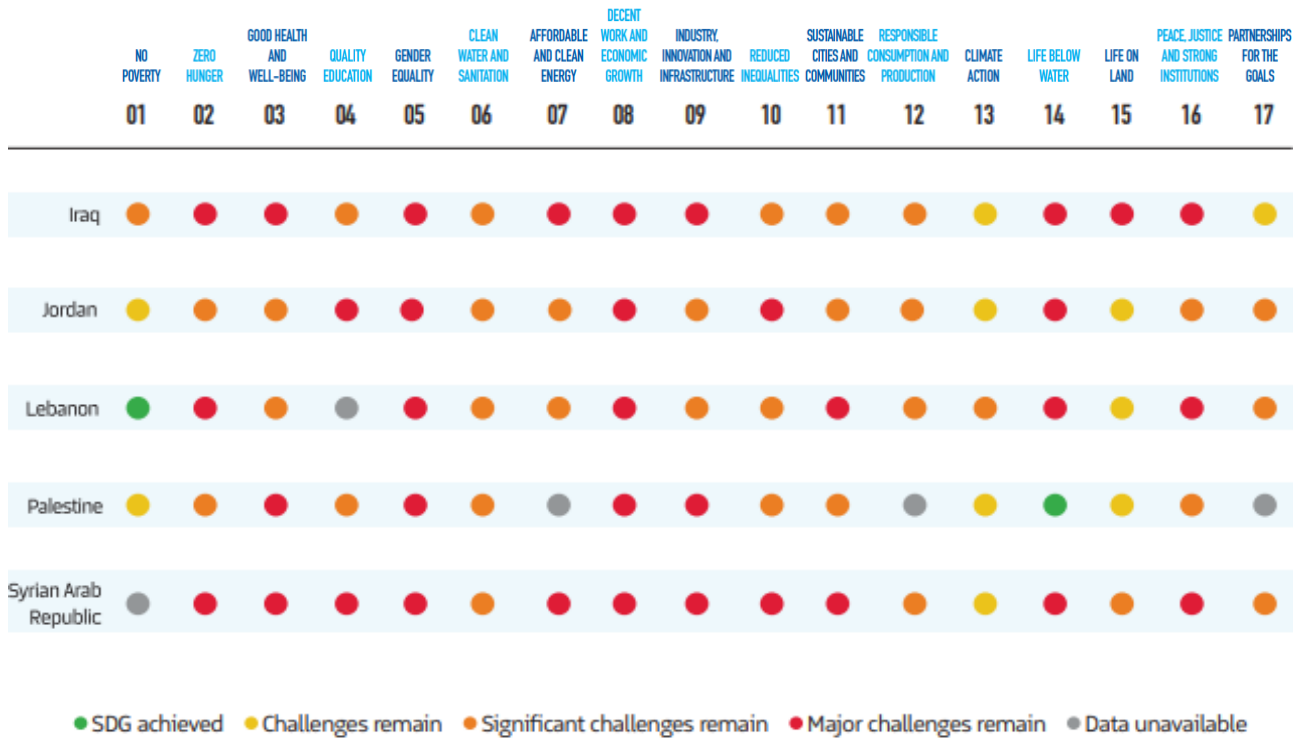 NO
POVERTY
ZERO
HUNGER
GOOD HEALTH
AND
WELL-BEING
QUALITY
EDUCATION
GENDER
EQUALITY
CLEAN
WATER AND
SANITATION
AFFORDABLE
AND CLEAN
ENERGY
DECENT
WORK AND
ECONOMIC
GROWTH
INDUSTRY,
INNOVATION AND
INFRASTRUCTURE
REDUCED
INEQUALITIES
SUSTAINABLE
CITIES AND
COMMUNITIES
RESPONSIBLE
CONSUMPTION AND
PRODUCTION
CLIMATE
ACTION
LIFE BELOW
WATER
LIFE ON
LAND
PEACE, JUSTICE
AND STRONG
INSTITUTIONS
PARTNERSHIPS
FOR THE
GOALS
01 02 03 04 05 06 07 08 09 10 11 12 13 14 15 16 17
Iraq
Jordan
Lebanon
Palestine
Syrian Arab
Republic
SDG achieved Challenges remain Significant challenges remain Major challenges remain Data unavailable